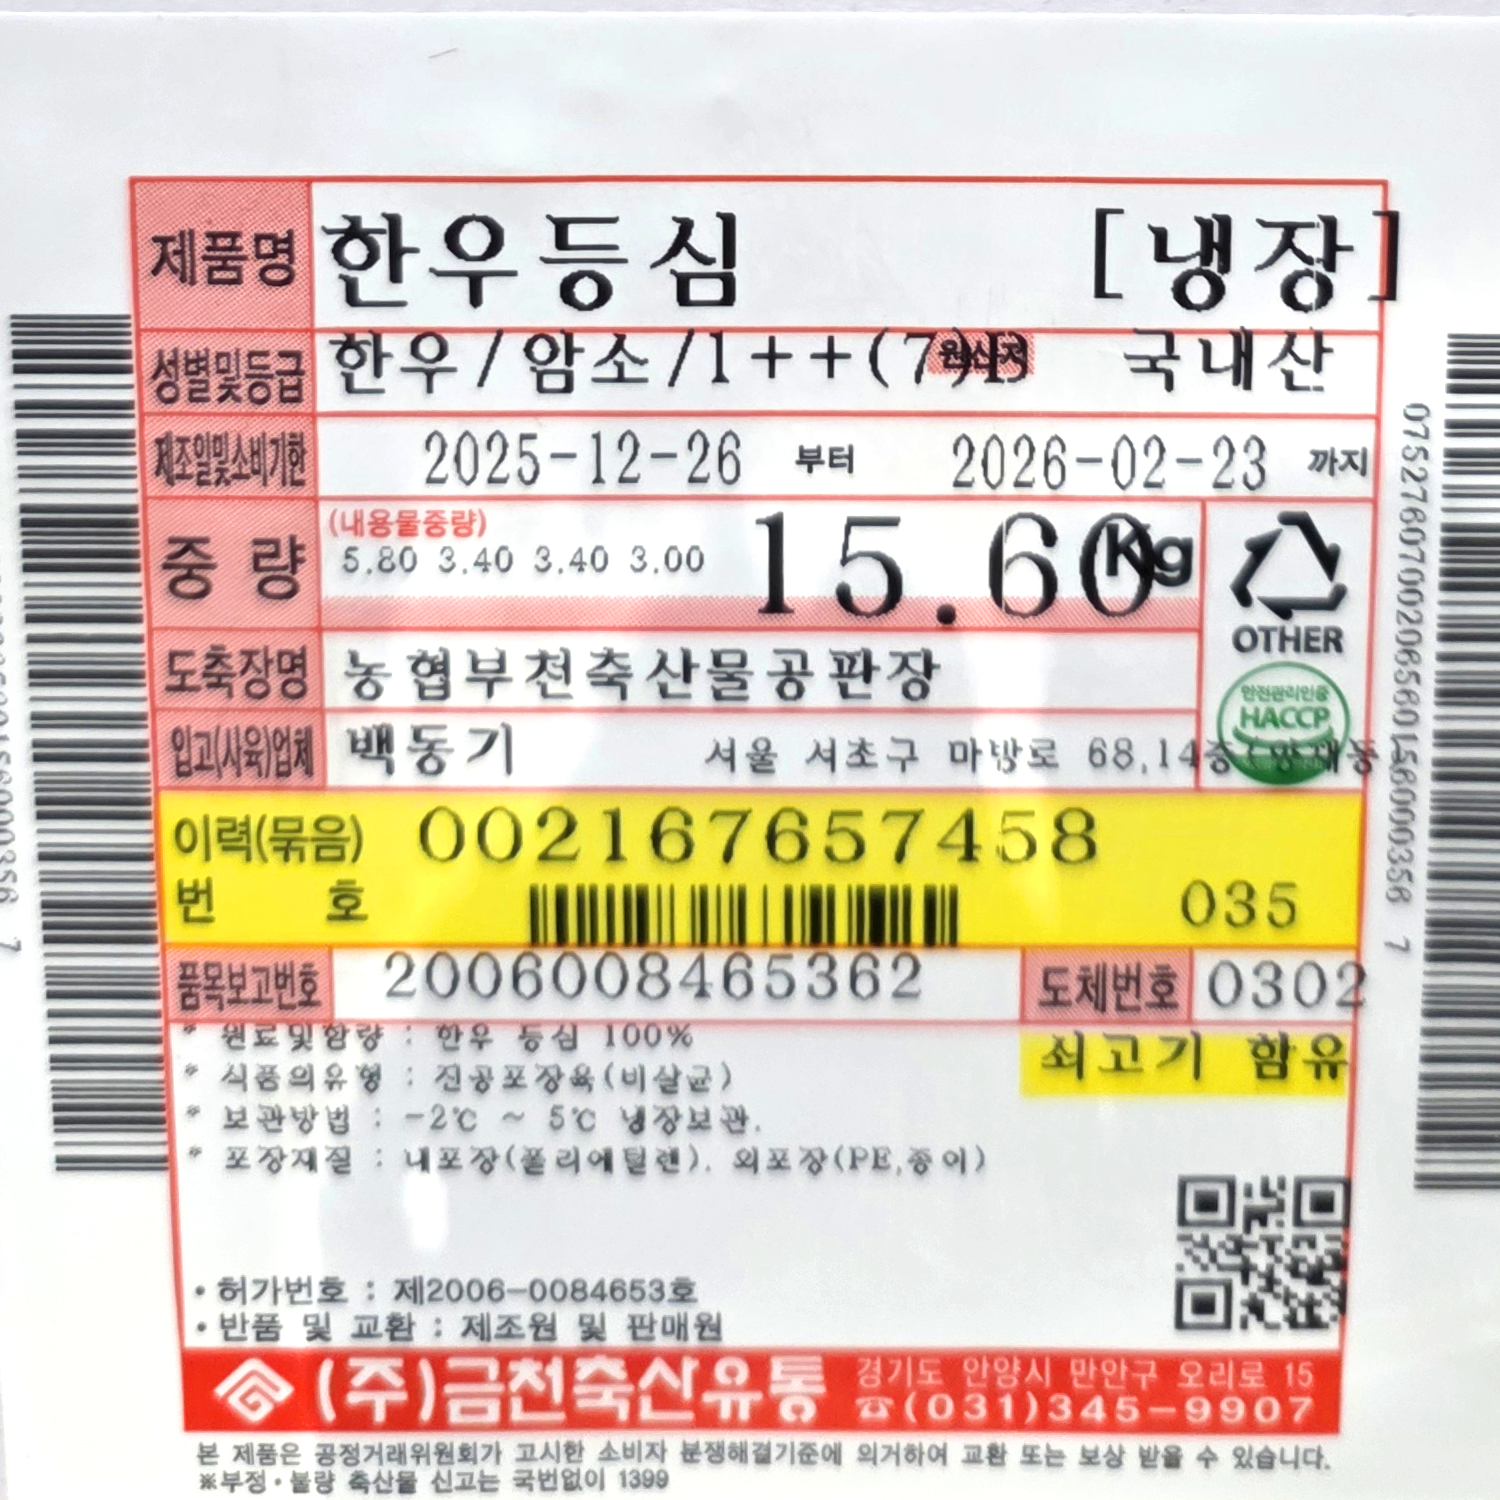 제품명 한우등심 [냉장]
성별및등급 한우/암소/1++(7) 원산지 국내산
제조일및소비기한 2025-12-26 부터 2026-02-23 까지
중 량 (내용물중량) 15.60 Kg
5.80 3.40 3.40 3.00
OTHER
도축장명 농협부천축산물공판장
안전관리인증
HACCP
입고(사육)업체 백동기 서울 서초구 마방로 68,14층(양재동
이력(묶음) 002167657458
번 호 035
품목보고번호 2006008465362 도체번호 0302
* 원료및함량 : 한우 등심 100%
쇠고기 함유
* 식품의유형 : 진공포장육(비살균)
* 보관방법 : -2℃ ~ 5℃ 냉장보관.
* 포장재질 : 내포장(폴리에틸렌). 외포장(PE,종이)
• 허가번호 : 제2006-0084653호
• 반품 및 교환 : 제조원 및 판매원
(주)금천축산유통 경기도 안양시 만안구 오리로 15
☎(031)345-9907
본 제품은 공정거래위원회가 고시한 소비자 분쟁해결기준에 의거하여 교환 또는 보상 받을 수 있습니다.
※부정·불량 축산물 신고는 국번없이 1399